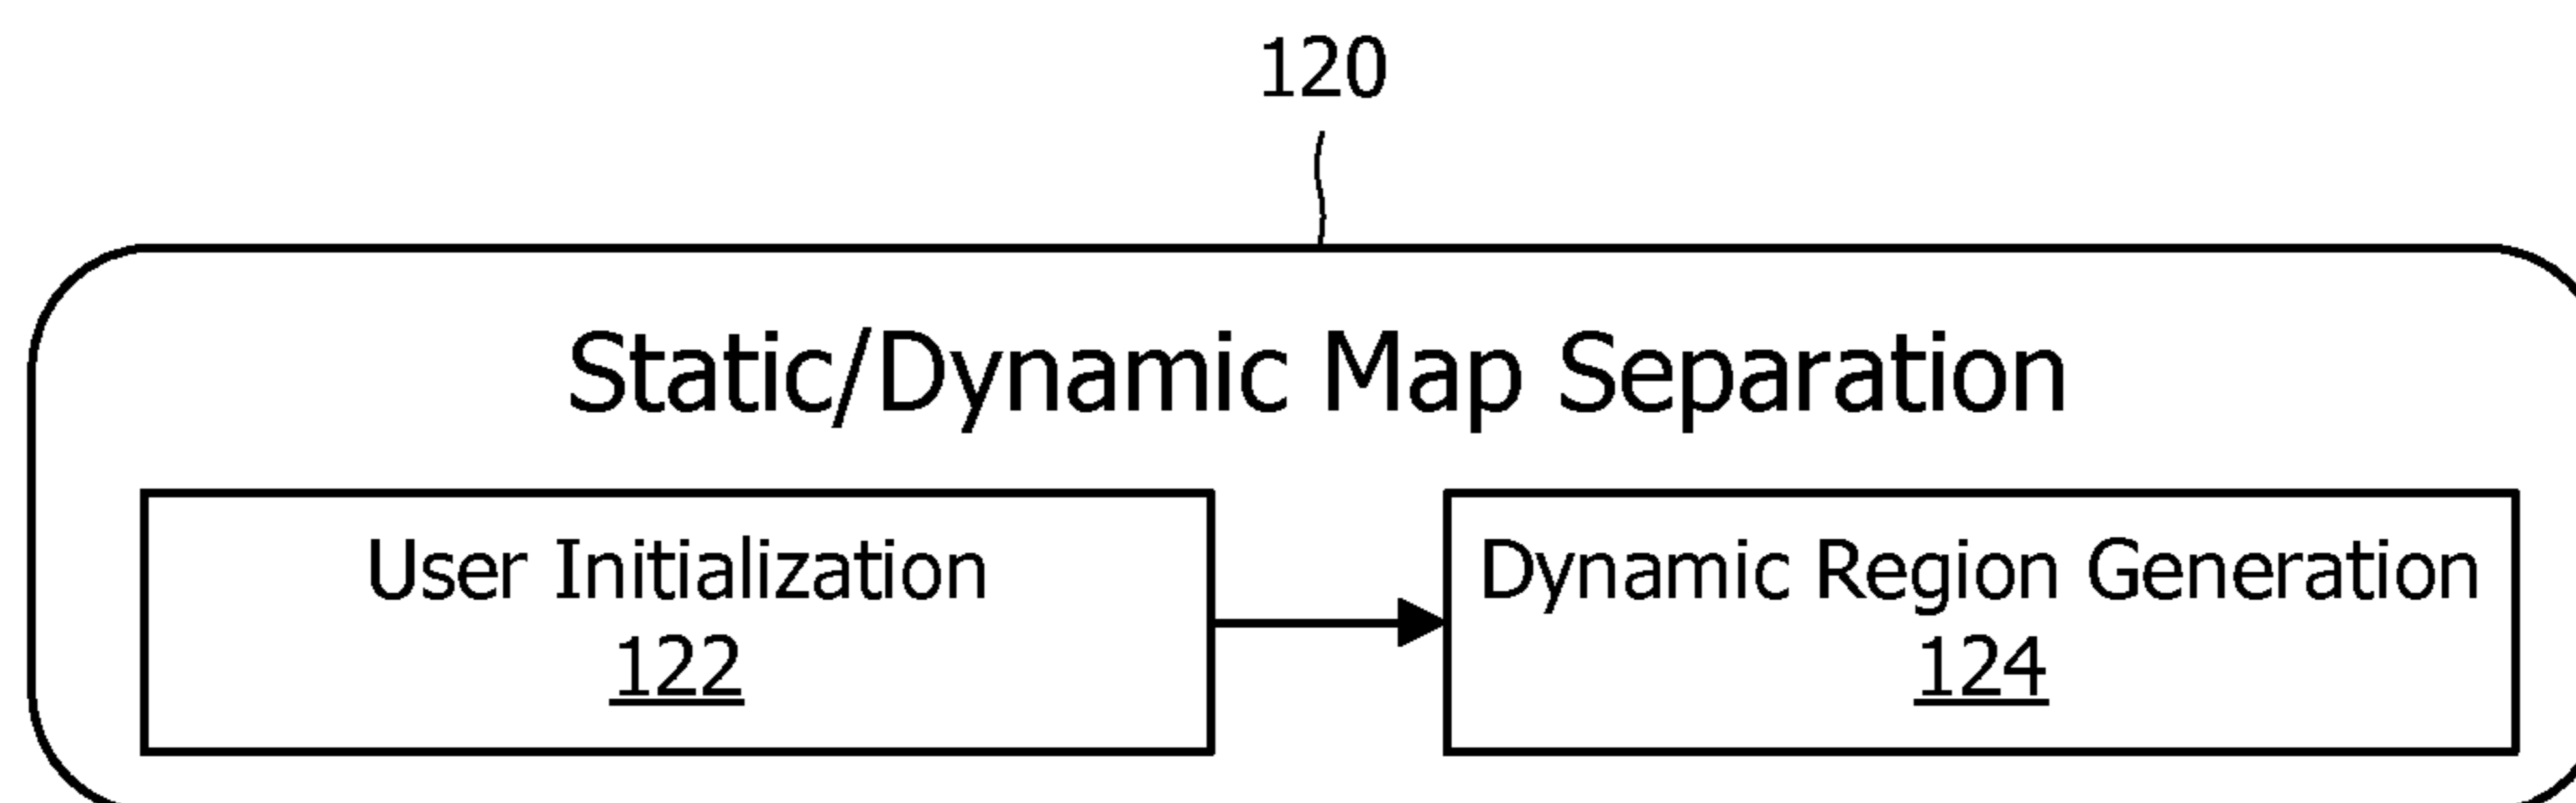 120
Static/Dynamic Map Separation
User Initialization
122
Dynamic Region Generation
124